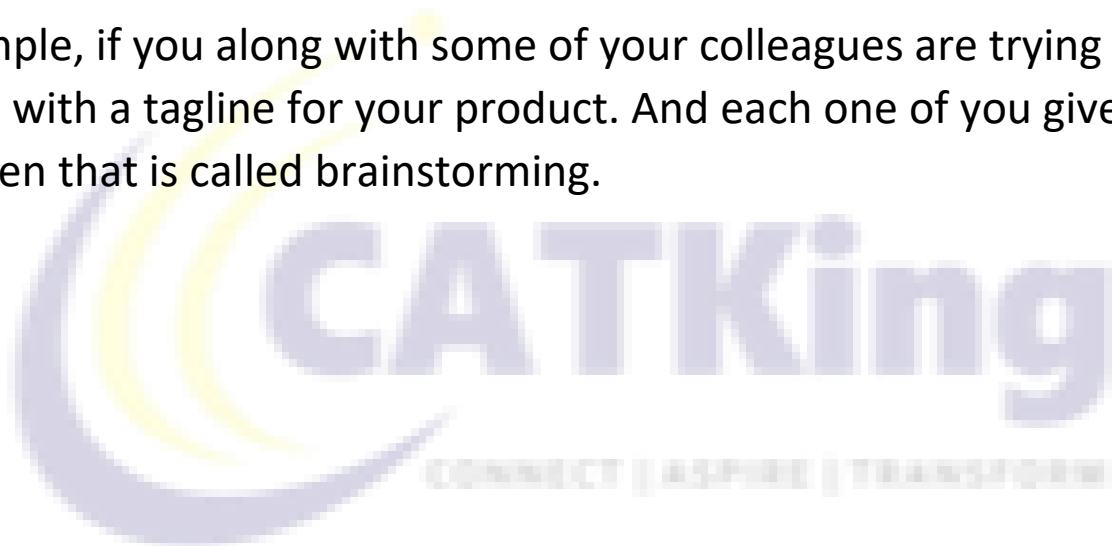 mple, if you along with some of your colleagues are trying
with a tagline for your product. And each one of you give
en that is called brainstorming.
CATKing
CONNECT | ASPIRE | TRANSFORM